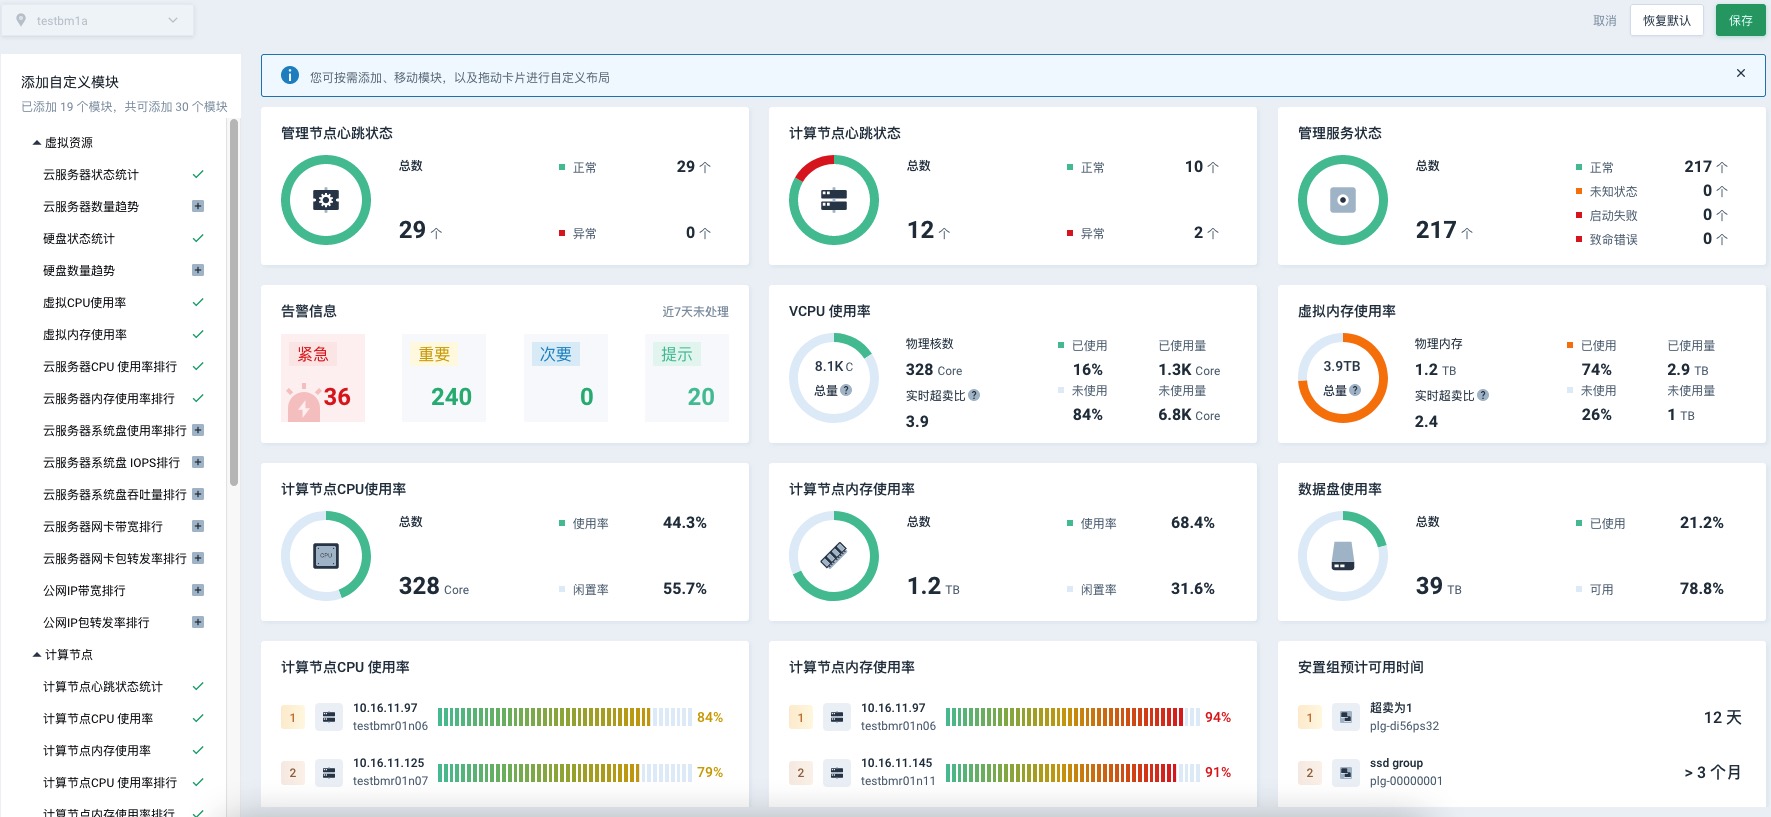 testbm1a
取消
恢复默认
保存
添加自定义模块
已添加 19 个模块，共可添加 30 个模块
虚拟资源
云服务器状态统计
云服务器数量趋势
硬盘状态统计
硬盘数量趋势
虚拟CPU使用率
虚拟内存使用率
云服务器CPU 使用率排行
云服务器内存使用率排行
云服务器系统盘使用率排行
云服务器系统盘 IOPS排行
云服务器系统盘吞吐量排行
云服务器网卡带宽排行
云服务器网卡包转发率排行
公网IP带宽排行
公网IP包转发率排行
计算节点
计算节点心跳状态统计
计算节点CPU 使用率
计算节点内存使用率
计算节点CPU 使用率排行
计算节点内存使用率排行
您可按需添加、移动模块，以及拖动卡片进行自定义布局
管理节点心跳状态
总数
29 个
正常 29 个
异常 0 个
计算节点心跳状态
总数
12 个
正常 10 个
异常 2 个
管理服务状态
总数
217 个
正常 217 个
未知状态 0 个
启动失败 0 个
致命错误 0 个
告警信息 近7天未处理
紧急 36
重要 240
次要 0
提示 20
VCPU 使用率
8.1K C
总量 ?
物理核数
328 Core
实时超卖比 ?
3.9
已使用 已使用量
16% 1.3K Core
未使用 未使用量
84% 6.8K Core
虚拟内存使用率
3.9TB
总量 ?
物理内存
1.2 TB
实时超卖比 ?
2.4
已使用 已使用量
74% 2.9 TB
未使用 未使用量
26% 1 TB
计算节点CPU使用率
CPU
总数
328 Core
使用率 44.3%
闲置率 55.7%
计算节点内存使用率
总数
1.2 TB
使用率 68.4%
闲置率 31.6%
数据盘使用率
总数
39 TB
已使用 21.2%
可用 78.8%
计算节点CPU 使用率
1 10.16.11.97
testbmr01n06 84%
2 10.16.11.125
testbmr01n07 79%
计算节点内存使用率
1 10.16.11.97
testbmr01n06 94%
2 10.16.11.145
testbmr01n11 91%
安置组预计可用时间
1 超卖为1
plg-di56ps32 12 天
2 ssd group
plg-00000001 > 3 个月